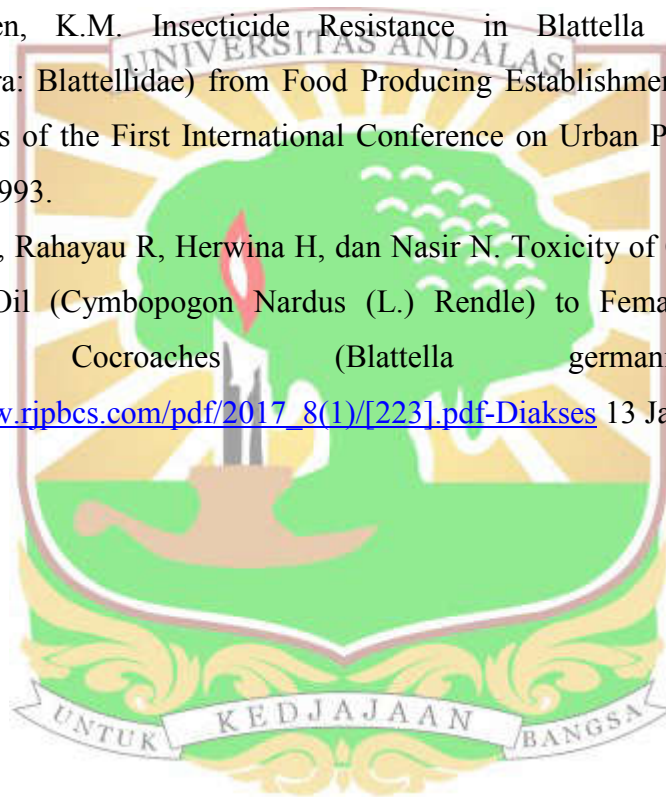 en, K.M. Insecticide Resistance in Blattella
UNIVERSITAS ANDALAS
ra: Blattellidae) from Food Producing Establishmen
s of the First International Conference on Urban P
993.
, Rahayau R, Herwina H, dan Nasir N. Toxicity of
Oil (Cymbopogon Nardus (L.) Rendle) to Fema
Cocroaches (Blattella german
w.rjpbcs.com/pdf/2017_8(1)/[223].pdf-Diakses 13 Ja
UNTUK KEDJAJAAN BANGSA